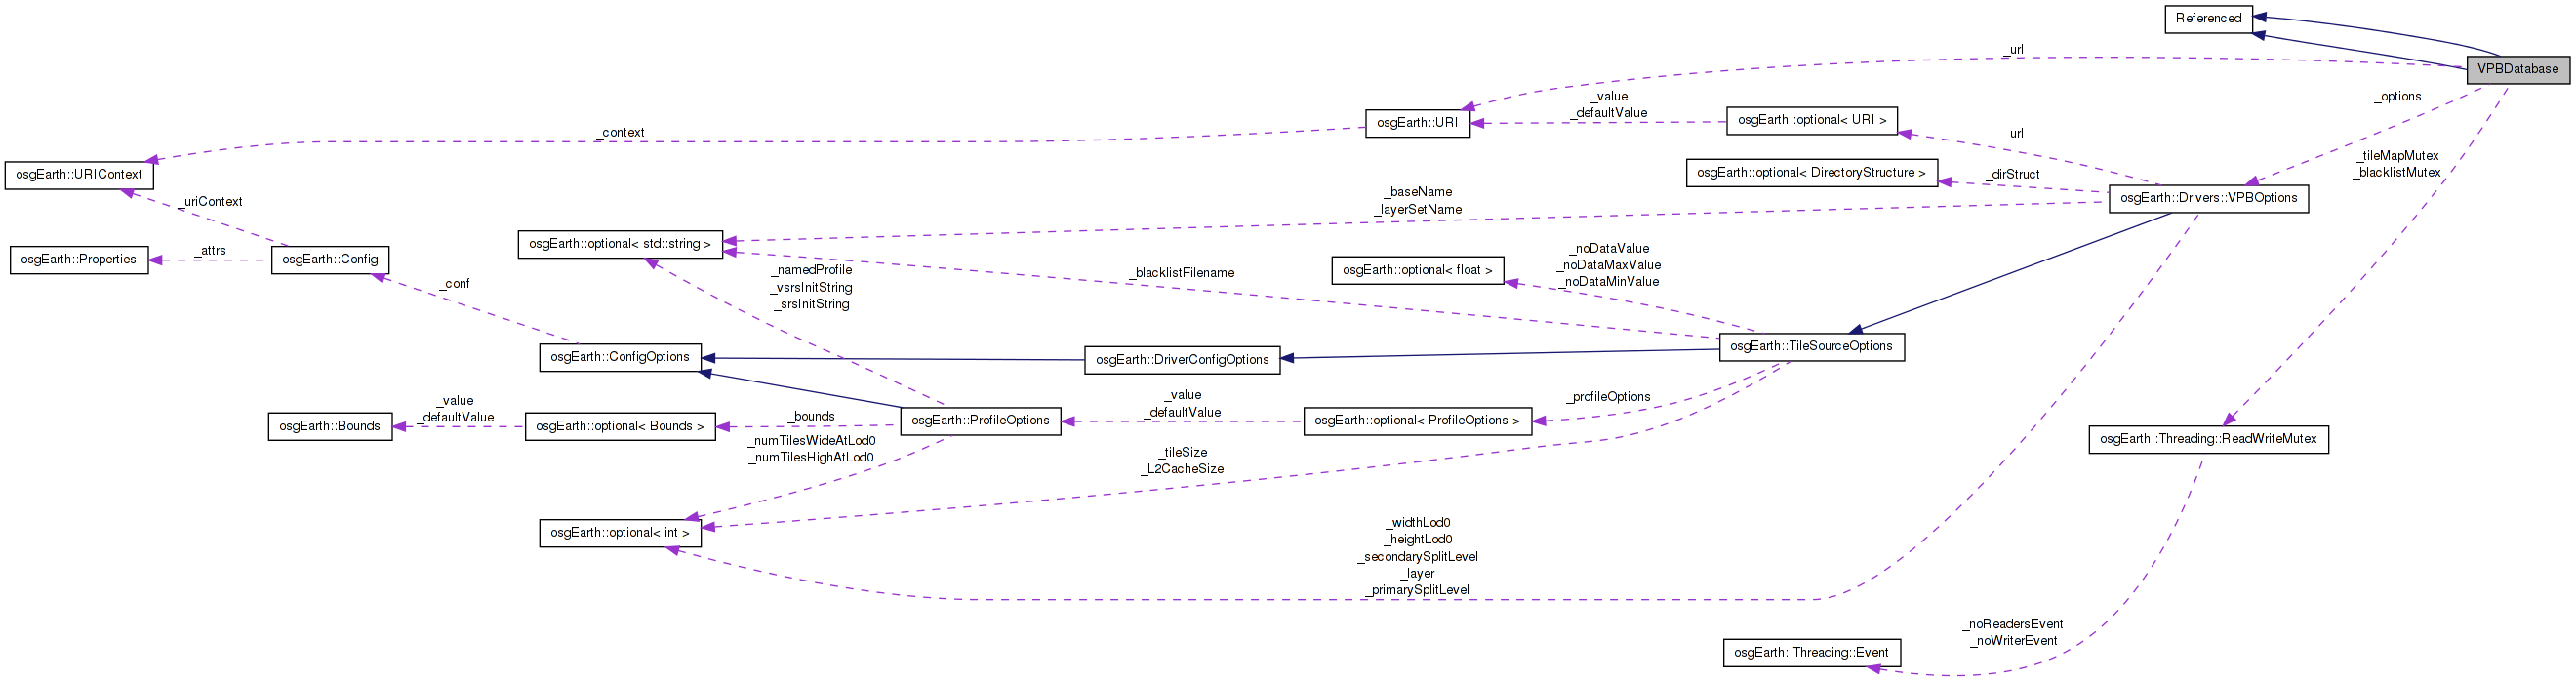 Referenced
_url
VPBDatabase
_value
_options
_defaultValue
osgEarth::URI
osgEarth::optional< URI >
_context
_url
_tileMapMutex
osgEarth::URIContext
osgEarth::optional< DirectoryStructure >
_dirStruct
_blacklistMutex
_baseName
osgEarth::Drivers::VPBOptions
_uriContext
_layerSetName
osgEarth::optional< std::string >
_attrs
_noDataValue
osgEarth::Properties
osgEarth::Config
_namedProfile
_blacklistFilename
osgEarth::optional< float >
_noDataMaxValue
_conf
_vsrsInitString
_noDataMinValue
_srsInitString
osgEarth::ConfigOptions
osgEarth::DriverConfigOptions
osgEarth::TileSourceOptions
_value
_value
_profileOptions
_defaultValue
_bounds
_defaultValue
osgEarth::Bounds
osgEarth::optional< Bounds >
osgEarth::ProfileOptions
osgEarth::optional< ProfileOptions >
_numTilesWideAtLod0
osgEarth::Threading::ReadWriteMutex
_numTilesHighAtLod0
_tileSize
_L2CacheSize
osgEarth::optional< int >
_widthLod0
_heightLod0
_secondarySplitLevel
_layer
_primarySplitLevel
_noReadersEvent
_noWriterEvent
osgEarth::Threading::Event